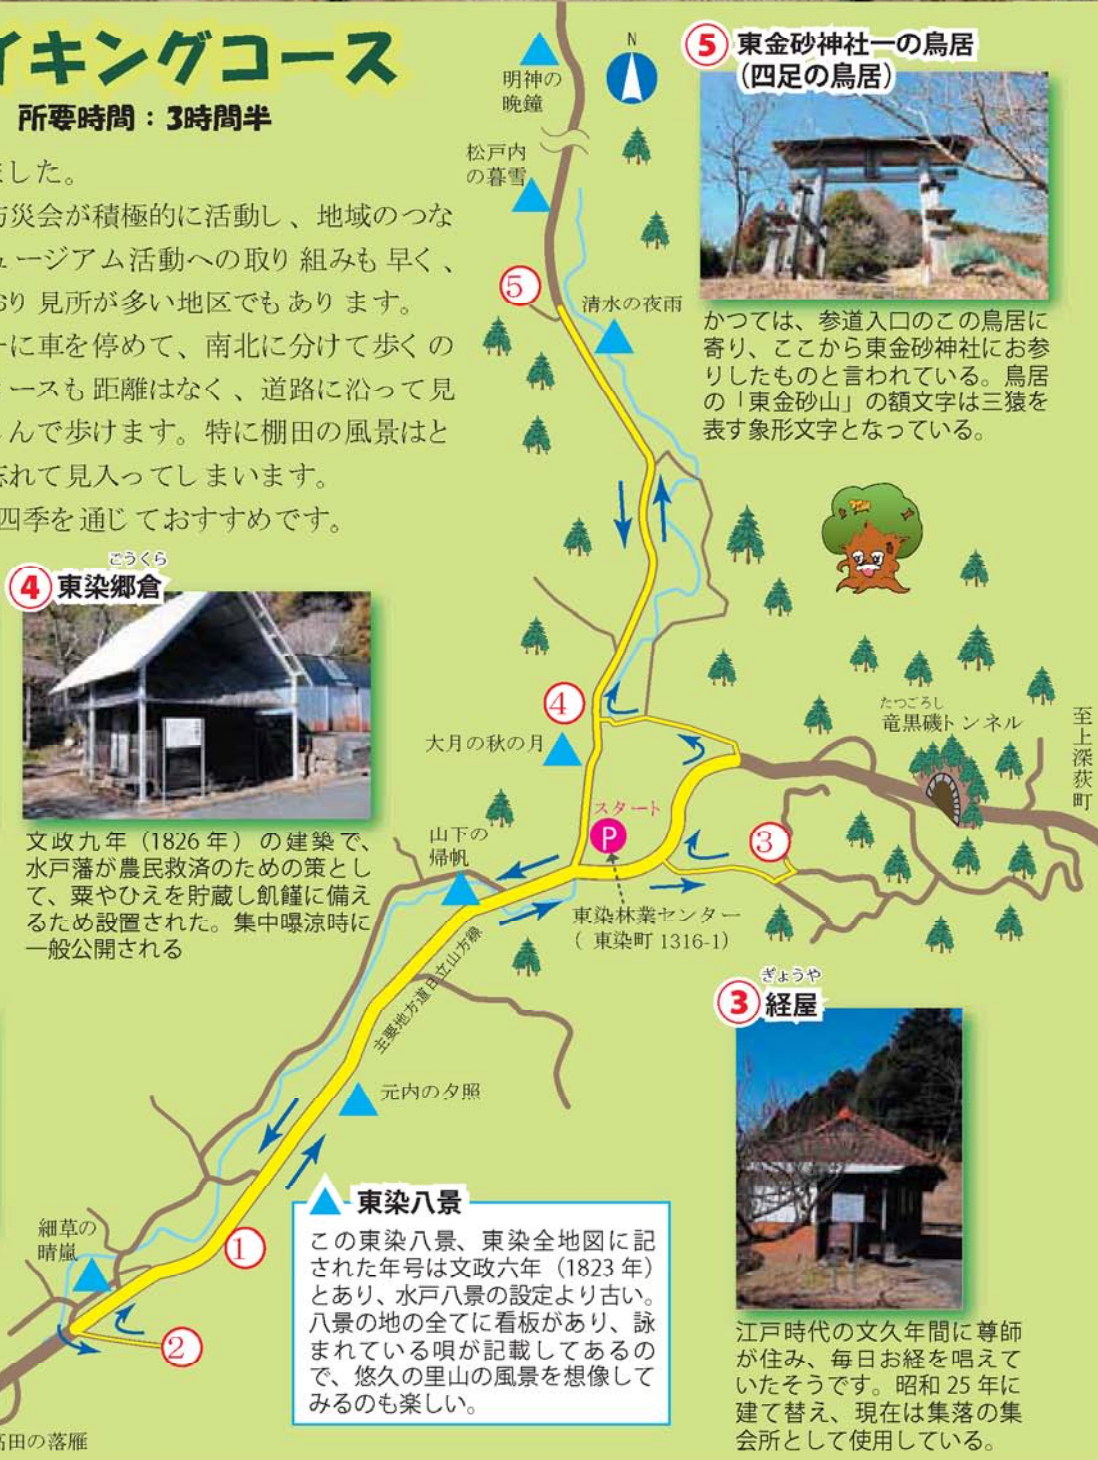 イキングコース
所要時間：3時間半
ました。
防災会が積極的に活動し、地域のつな
ュージアム活動への取り組みも早く、
おり見所が多い地区でもあります。
ーに車を停めて、南北に分けて歩くの
コースも距離はなく、道路に沿って見
んで歩けます。特に棚田の風景はと
忘れて見入ってしまいます。
四季を通じておすすめです。
明神の
晩鐘
N
松戸内
の暮雪
⑤
清水の夜雨
⑤ 東金砂神社一の鳥居
（四足の鳥居）
かつては、参道入口のこの鳥居に
寄り、ここから東金砂神社にお参
りしたものと言われている。鳥居
の「東金砂山」の額文字は三猿を
表す象形文字となっている。
ごうくら
④ 東染郷倉
文政九年（1826年）の建築で、
水戸藩が農民救済のための策とし
て、粟やひえを貯蔵し飢饉に備え
るため設置された。集中曝涼時に
一般公開される
④
大月の秋の月
たつごろし
竜黒磯トンネル
至上深荻町
スタート
P
③
山下の
帰帆
東染林業センター
（東染町1316-1）
主要地方道日立山方線
元内の夕照
ぎょうや
③ 経屋
江戸時代の文久年間に尊師
が住み、毎日お経を唱えて
いたそうです。昭和25年に
建て替え、現在は集落の集
会所として使用している。
細草の
晴嵐
①
②
東染八景
この東染八景、東染全地図に記
された年号は文政六年（1823年）
とあり、水戸八景の設定より古い。
八景の地の全てに看板があり、詠
まれている唄が記載してあるの
で、悠久の里山の風景を想像して
みるのも楽しい。
高田の落雁